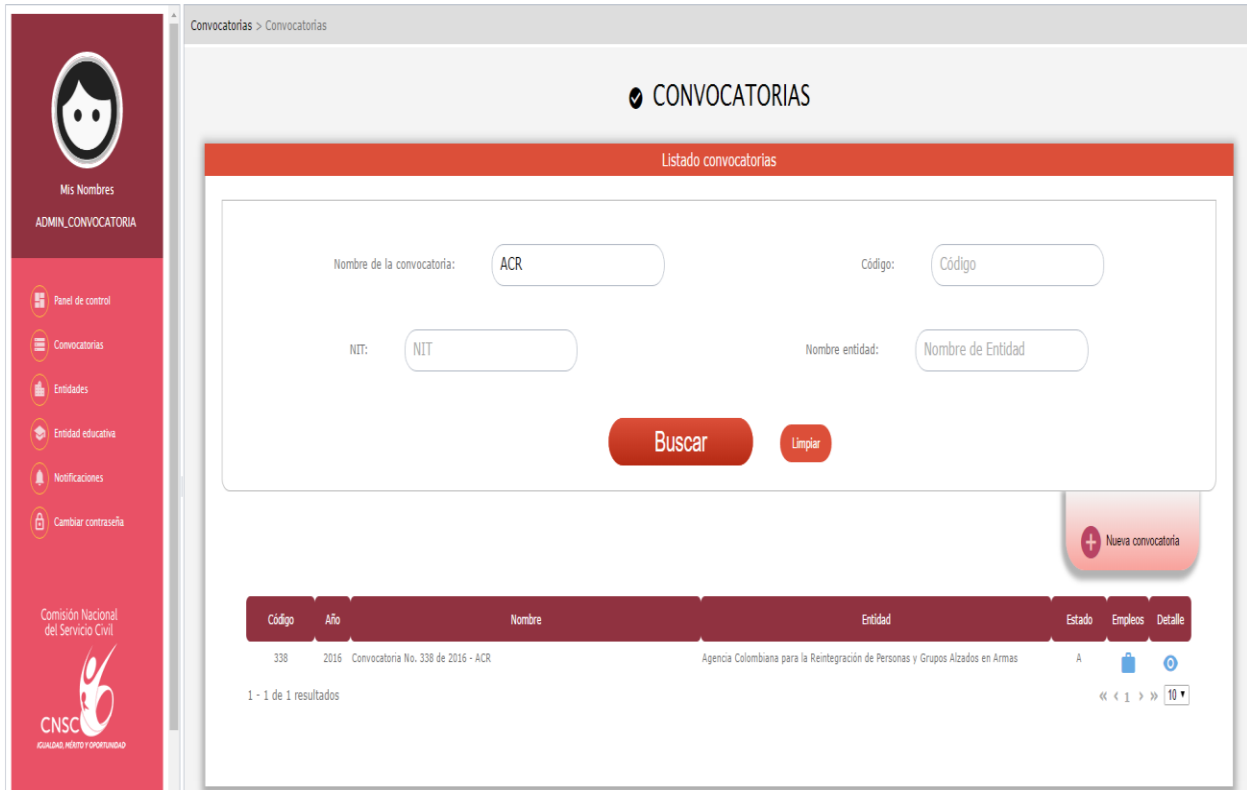 Convocatorias > Convocatorias
Mis Nombres
ADMIN_CONVOCATORIA
Panel de control
Convocatorias
Entidades
Entidad educativa
Notificaciones
Cambiar contraseña
Comisión Nacional
del Servicio Civil
CNSC
IGUALDAD, MÉRITO Y OPORTUNIDAD
CONVOCATORIAS
Listado convocatorias
Nombre de la convocatoria: ACR Código: Código
NIT: NIT Nombre entidad: Nombre de Entidad
Buscar Limpiar
Nueva convocatoria
Código Año Nombre Entidad Estado Empleos Detalle
338 2016 Convocatoria No. 338 de 2016 - ACR Agencia Colombiana para la Reintegración de Personas y Grupos Alzados en Armas A
1 - 1 de 1 resultados « ‹ 1 › » 10